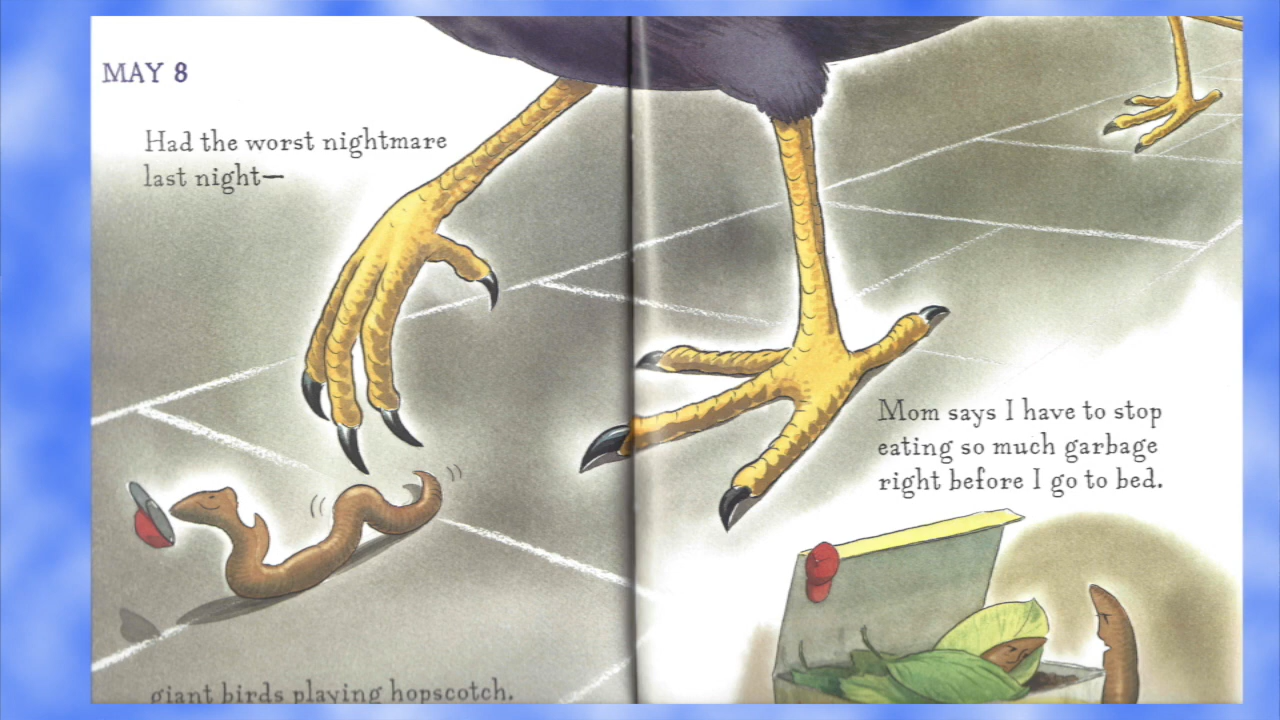 MAY 8
Had the worst nightmare
last night—
giant birds playing hopscotch.
Mom says I have to stop
eating so much garbage
right before I go to bed.